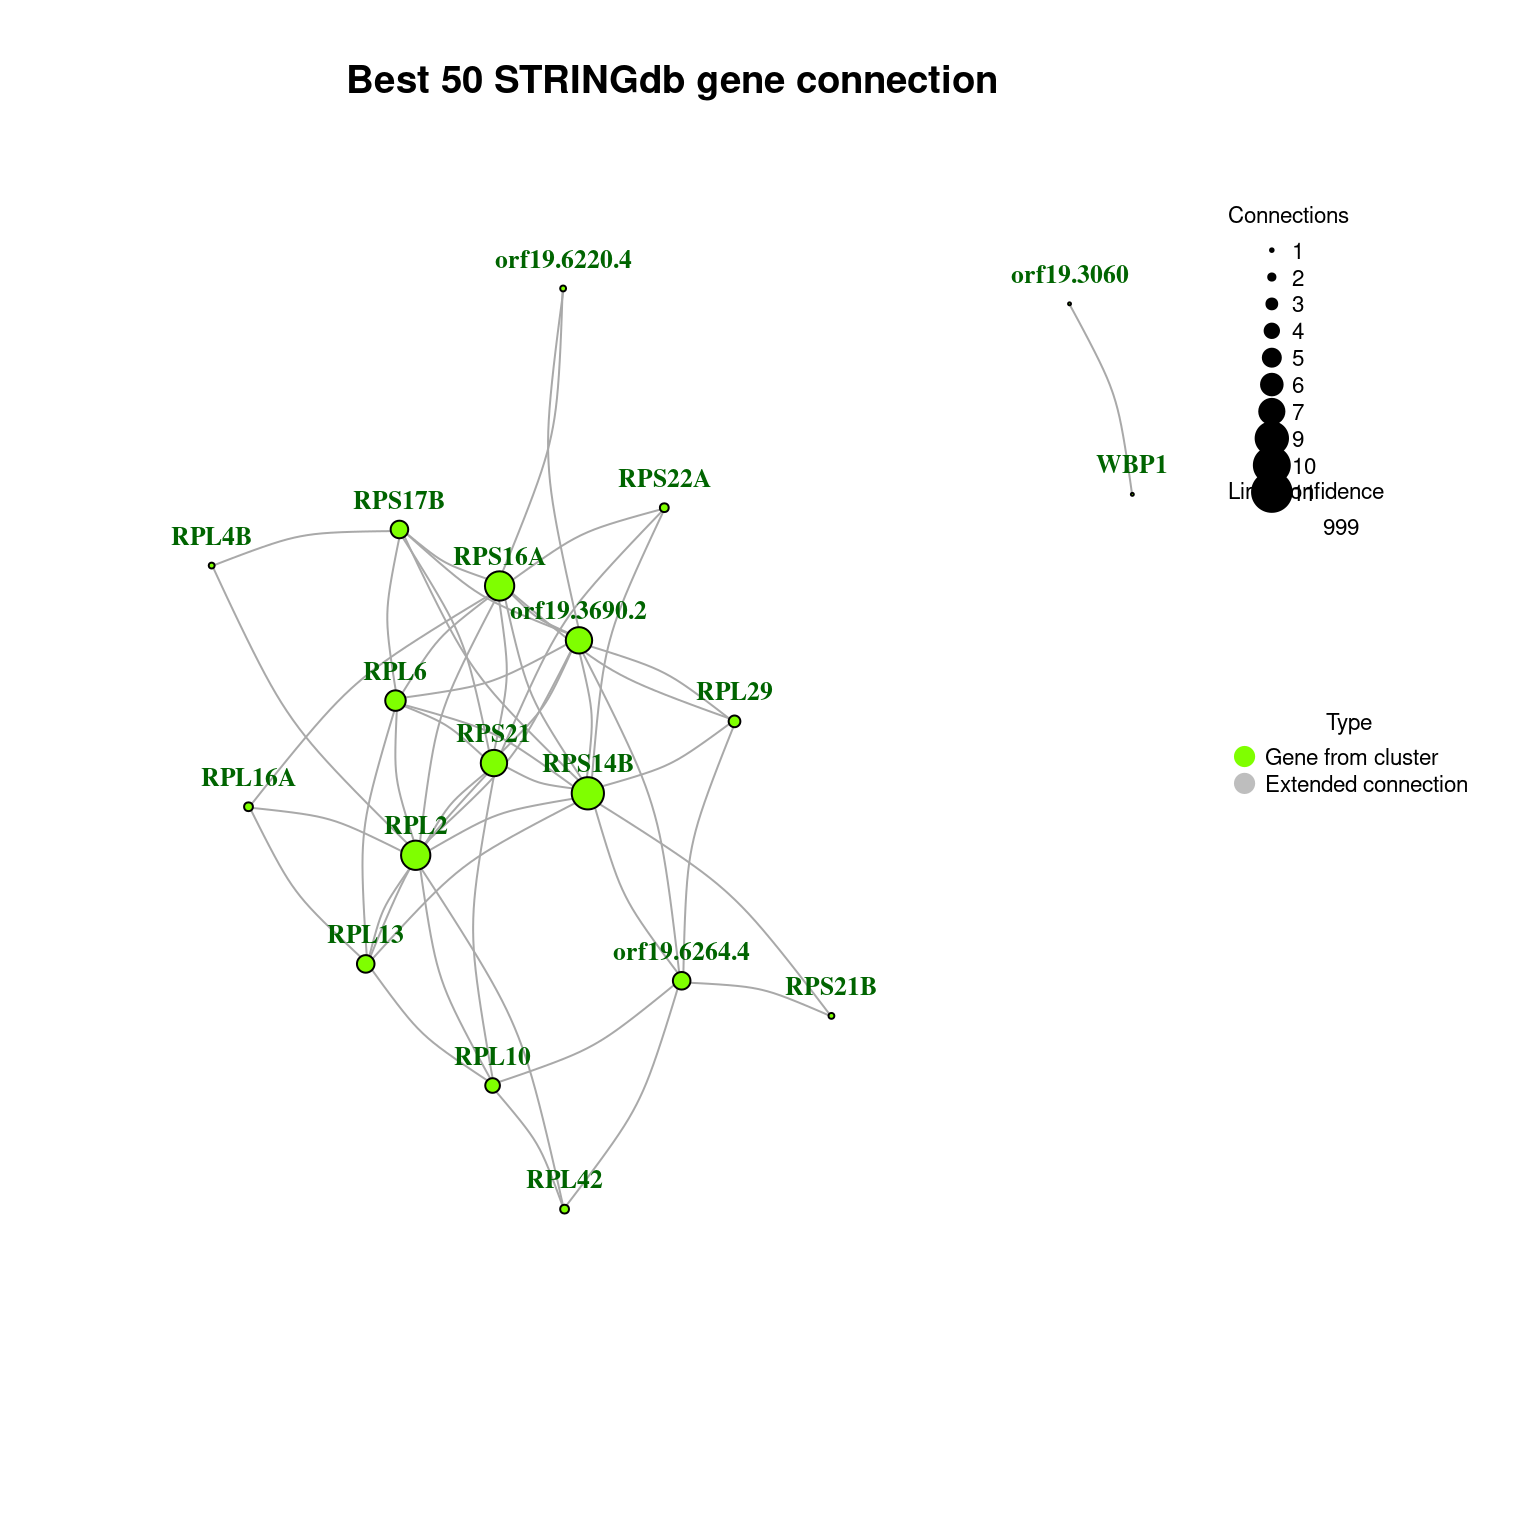 Best 50 STRINGdb gene connection
Connections
1
2
3
4
5
6
7
9
10
11
999
Type
Gene from cluster
Extended connection
orf19.6220.4
orf19.3060
WBP1
RPS22A
RPS17B
RPL4B
RPS16A
orf19.3690.2
RPL6
RPL29
RPS21
RPS14B
RPL16A
RPL2
RPL13
orf19.6264.4
RPS21B
RPL10
RPL42